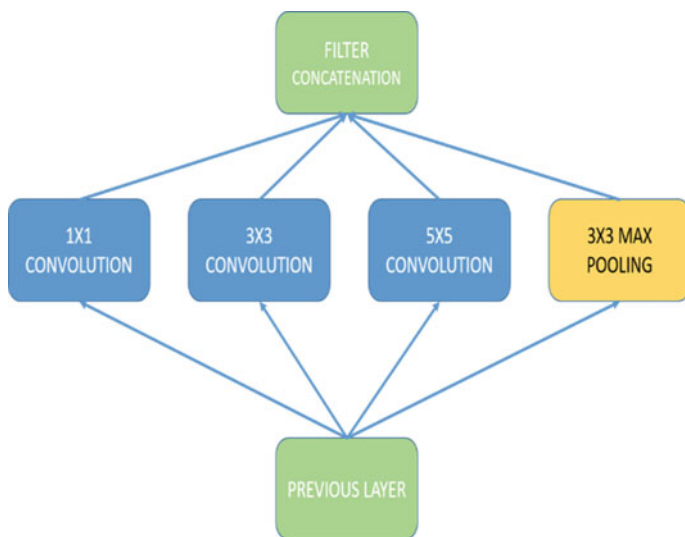 FILTER
CONCATENATION
1X1
CONVOLUTION
3X3
CONVOLUTION
5X5
CONVOLUTION
3X3 MAX
POOLING
PREVIOUS LAYER